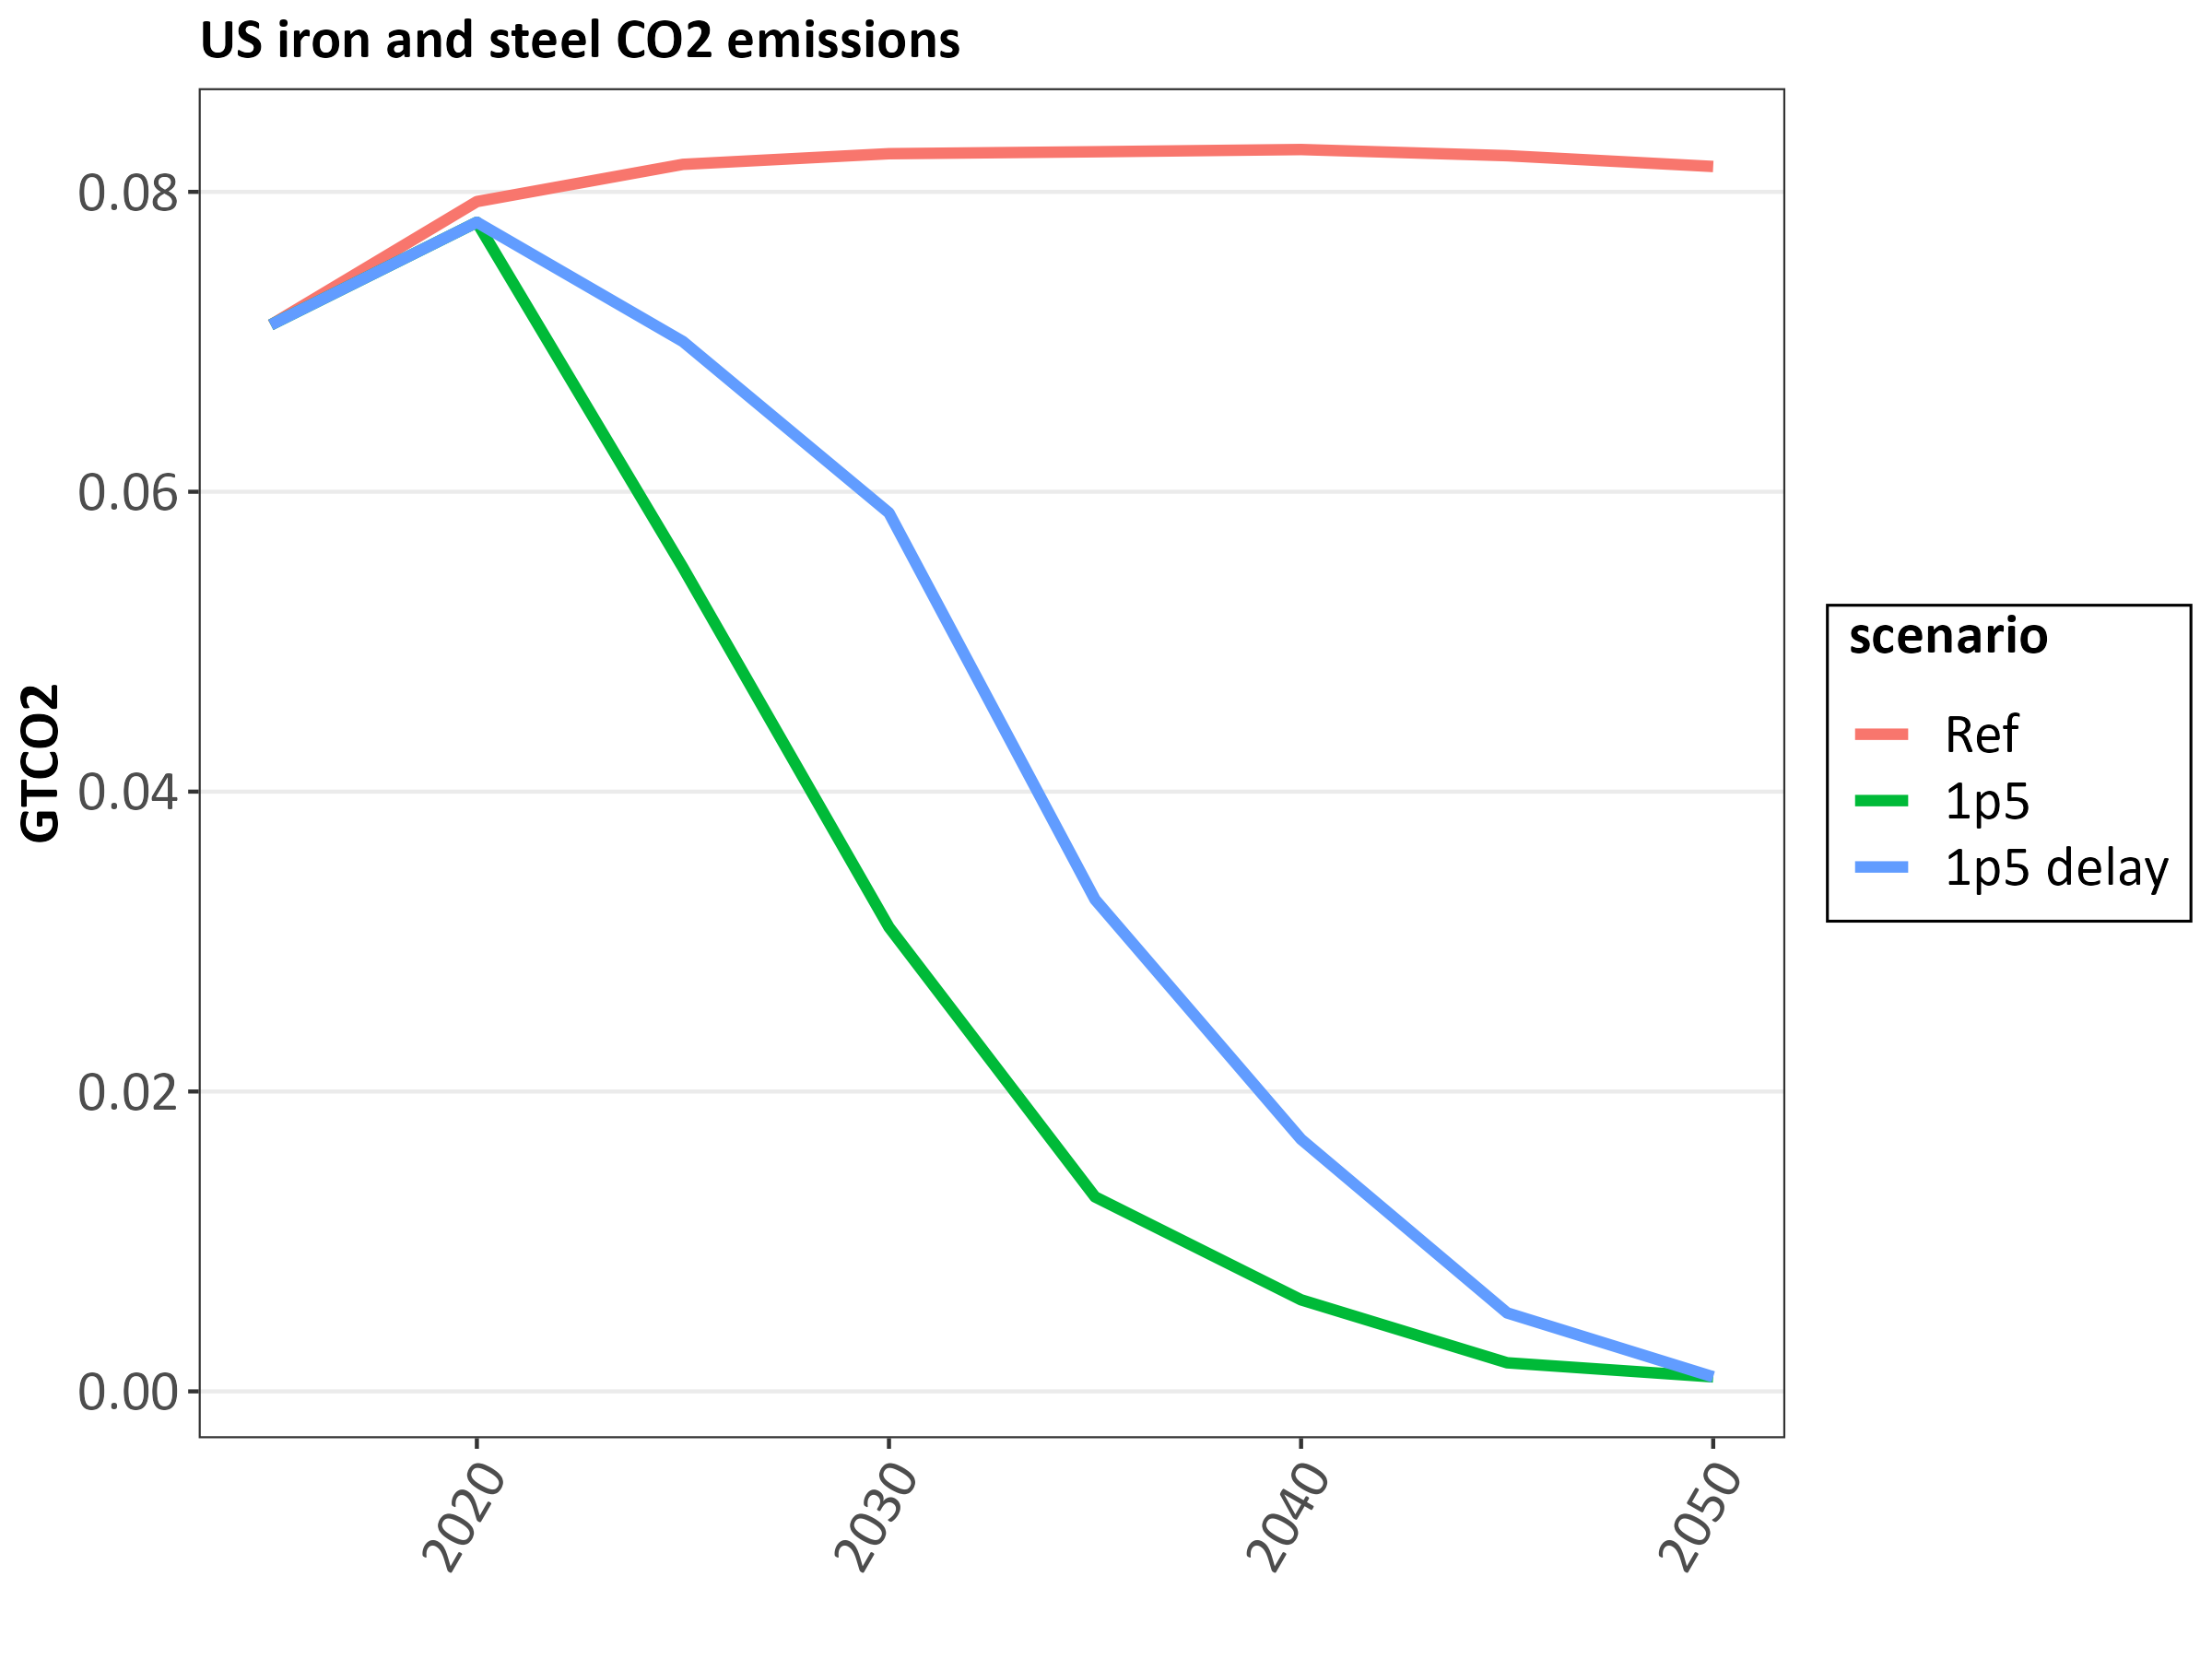 US iron and steel CO2 emissions
GTCO2
0.08
0.06
0.04
0.02
0.00
2020
2030
2040
2050
scenario
Ref
1p5
1p5 delay